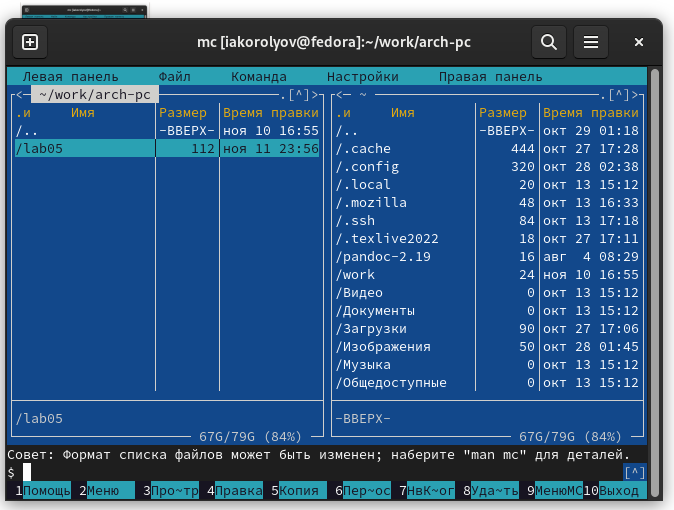 mc [iakorolyov@fedora]:~/work/arch-pc
Левая панель Файл Команда Настройки Правая панель
<— ~/work/arch-pc —.[^]>
.и Имя Размер Время правки
/.. -ВВЕРХ- ноя 10 16:55
/lab05 112 ноя 11 23:56
/lab05
67G/79G (84%)
<— ~ —.[^]>
.и Имя Размер Время правки
/.. -ВВЕРХ- окт 29 01:18
/.cache 444 окт 27 17:28
/.config 320 окт 28 02:38
/.local 20 окт 13 15:12
/.mozilla 48 окт 13 16:33
/.ssh 84 окт 13 17:18
/.texlive2022 18 окт 27 17:11
/pandoc-2.19 16 авг 4 08:29
/work 24 ноя 10 16:55
/Видео 0 окт 13 15:12
/Документы 0 окт 13 15:12
/Загрузки 90 окт 27 17:06
/Изображения 50 окт 28 01:45
/Музыка 0 окт 13 15:12
/Общедоступные 0 окт 13 15:12
-ВВЕРХ-
67G/79G (84%)
Совет: Формат списка файлов может быть изменен; наберите "man mc" для деталей.
$ [^]
1Помощь 2Меню 3Про~тр 4Правка 5Копия 6Пер~ос 7НвК~ог 8Уда~ть 9МенюMC 10Выход